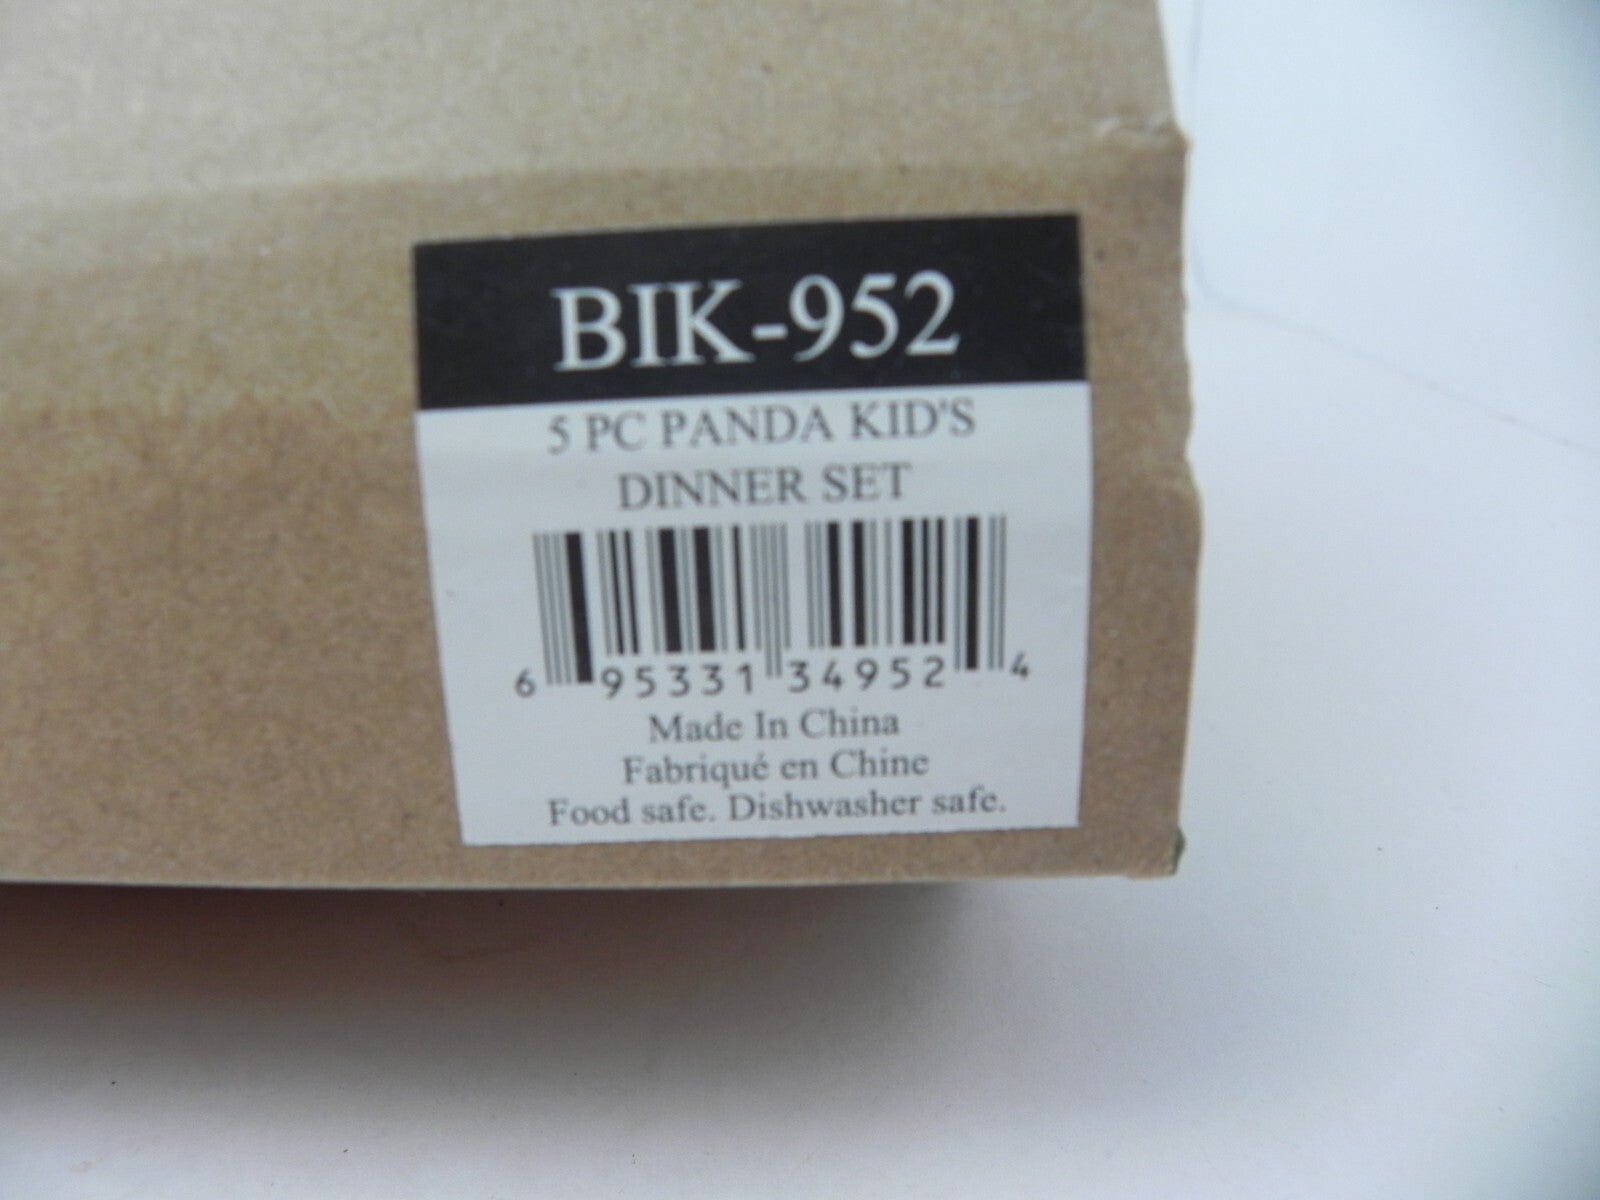 BIK-952
5 PC PANDA KID'S
DINNER SET
6 95331 34952 4
Made In China
Fabriqué en Chine
Food safe. Dishwasher safe.